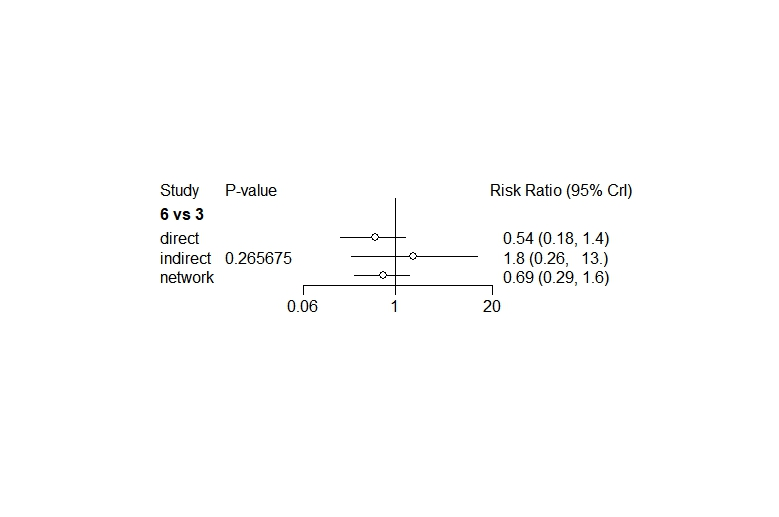 Study P-value Risk Ratio (95% CrI)
6 vs 3
direct 0.54 (0.18, 1.4)
indirect 0.265675 1.8 (0.26, 13.)
network 0.69 (0.29, 1.6)
0.06 1 20